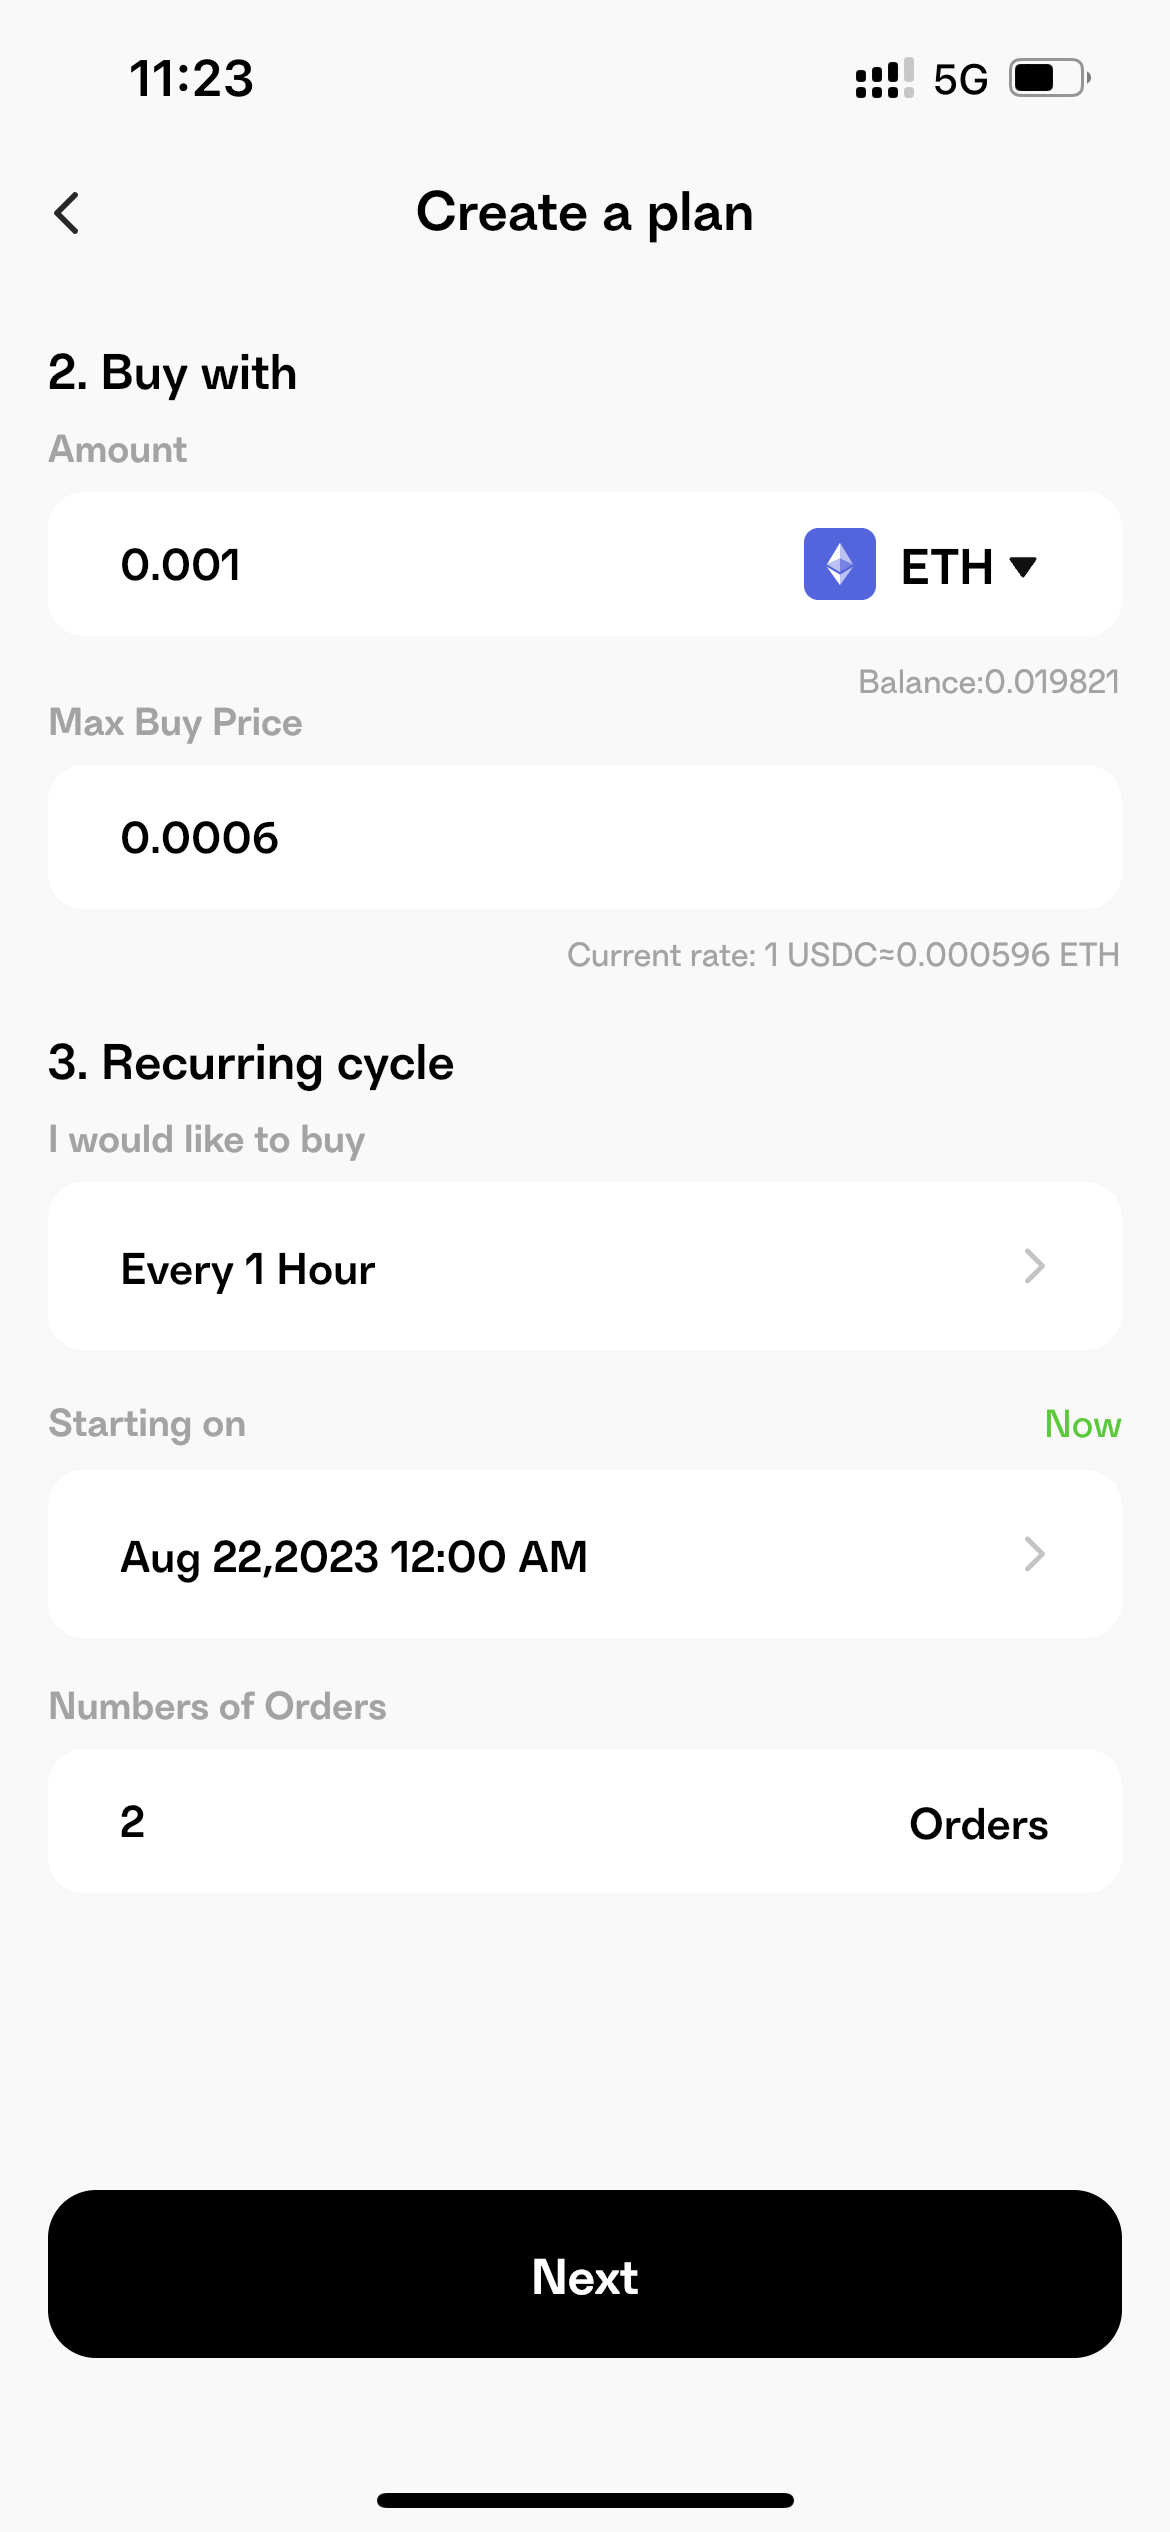 11:23
5G
Create a plan
2. Buy with
Amount
0.001
ETH
Balance:0.019821
Max Buy Price
0.0006
Current rate: 1 USDC≈0.000596 ETH
3. Recurring cycle
I would like to buy
Every 1 Hour
Starting on
Now
Aug 22,2023 12:00 AM
Numbers of Orders
2
Orders
Next